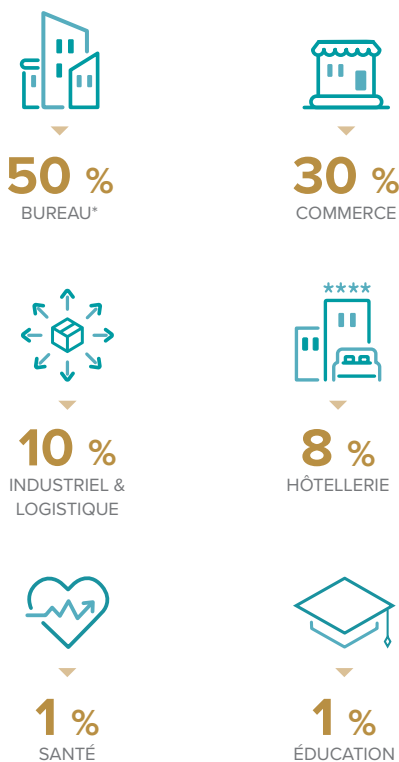 50 %
BUREAU*
30 %
COMMERCE
10 %
INDUSTRIEL &
LOGISTIQUE
****
8 %
HÔTELLERIE
1 %
SANTÉ
1 %
ÉDUCATION